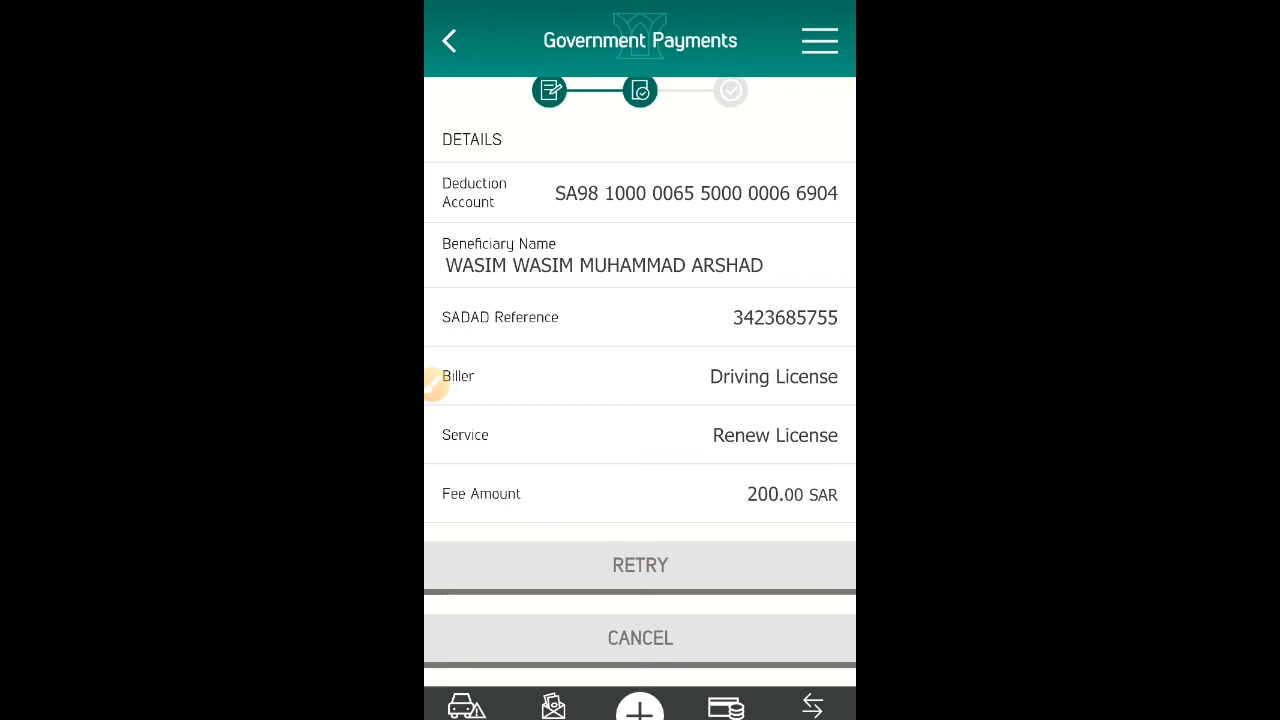 Government Payments
DETAILS
Deduction
Account
SA98 1000 0065 5000 0006 6904
Beneficiary Name
WASIM WASIM MUHAMMAD ARSHAD
SADAD Reference 3423685755
Biller Driving License
Service Renew License
Fee Amount 200.00 SAR
RETRY
CANCEL